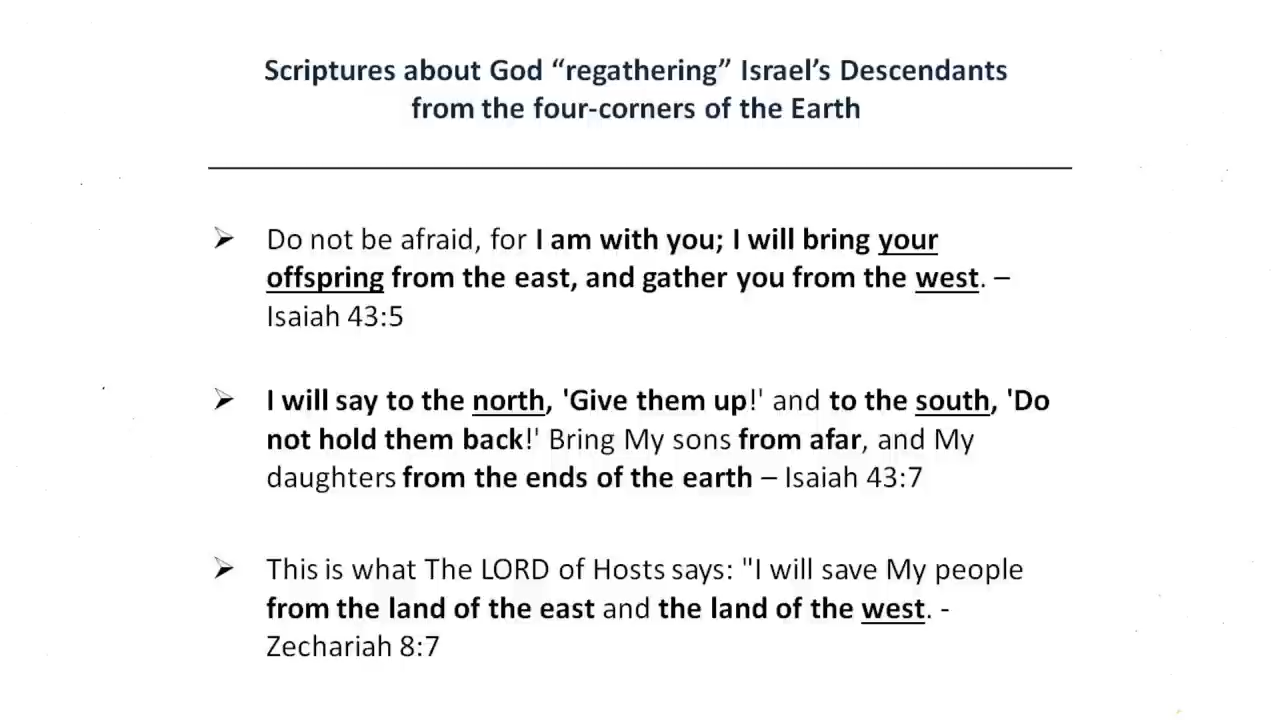 Scriptures about God “regathering” Israel’s Descendants
from the four-corners of the Earth
➢ Do not be afraid, for I am with you; I will bring your
offspring from the east, and gather you from the west. –
Isaiah 43:5
➢ I will say to the north, 'Give them up!' and to the south, 'Do
not hold them back!' Bring My sons from afar, and My
daughters from the ends of the earth – Isaiah 43:7
➢ This is what The LORD of Hosts says: "I will save My people
from the land of the east and the land of the west. -
Zechariah 8:7